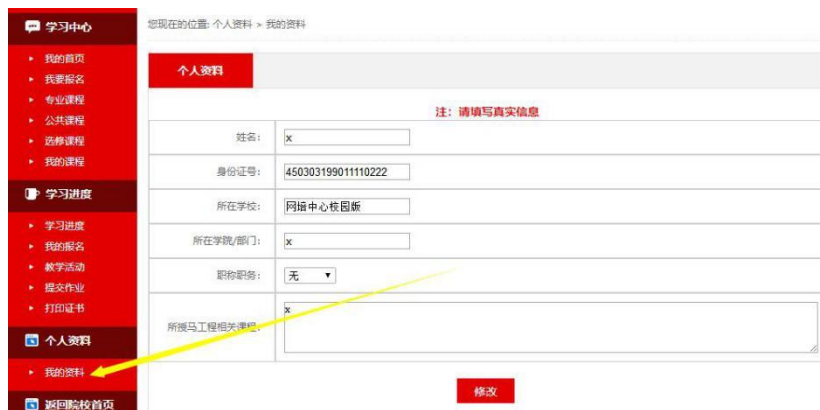 学习中心
我的首页
我要报名
专业课程
公共课程
选修课程
我的课程
学习进度
学习进度
我的报名
教学活动
提交作业
打印证书
个人资料
我的资料
返回院校首页
您现在的位置: 个人资料 > 我的资料
个人资料
注：请填写真实信息
姓名: x
身份证号: 450303199011110222
所在学校: 网培中心校园版
所在学院/部门: x
职称职务: 无
所授马工程相关课程: x
修改